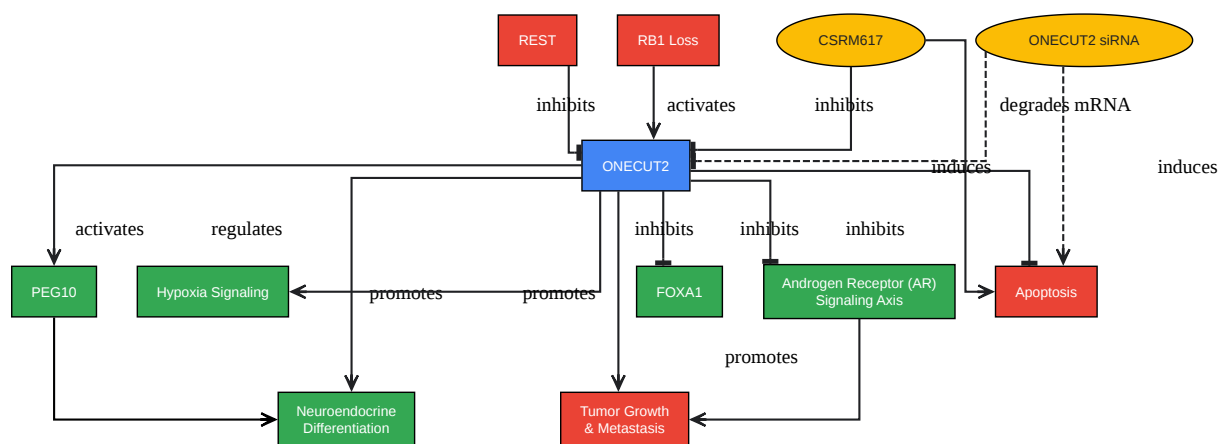 REST
RB1 Loss
CSRM617
ONECUT2 siRNA
inhibits
activates
inhibits
degrades mRNA
ONECUT2
induces
induces
activates
regulates
inhibits
inhibits
inhibits
PEG10
Hypoxia Signaling
promotes
promotes
FOXA1
Androgen Receptor (AR)
Signaling Axis
Apoptosis
promotes
Neuroendocrine
Differentiation
Tumor Growth
& Metastasis